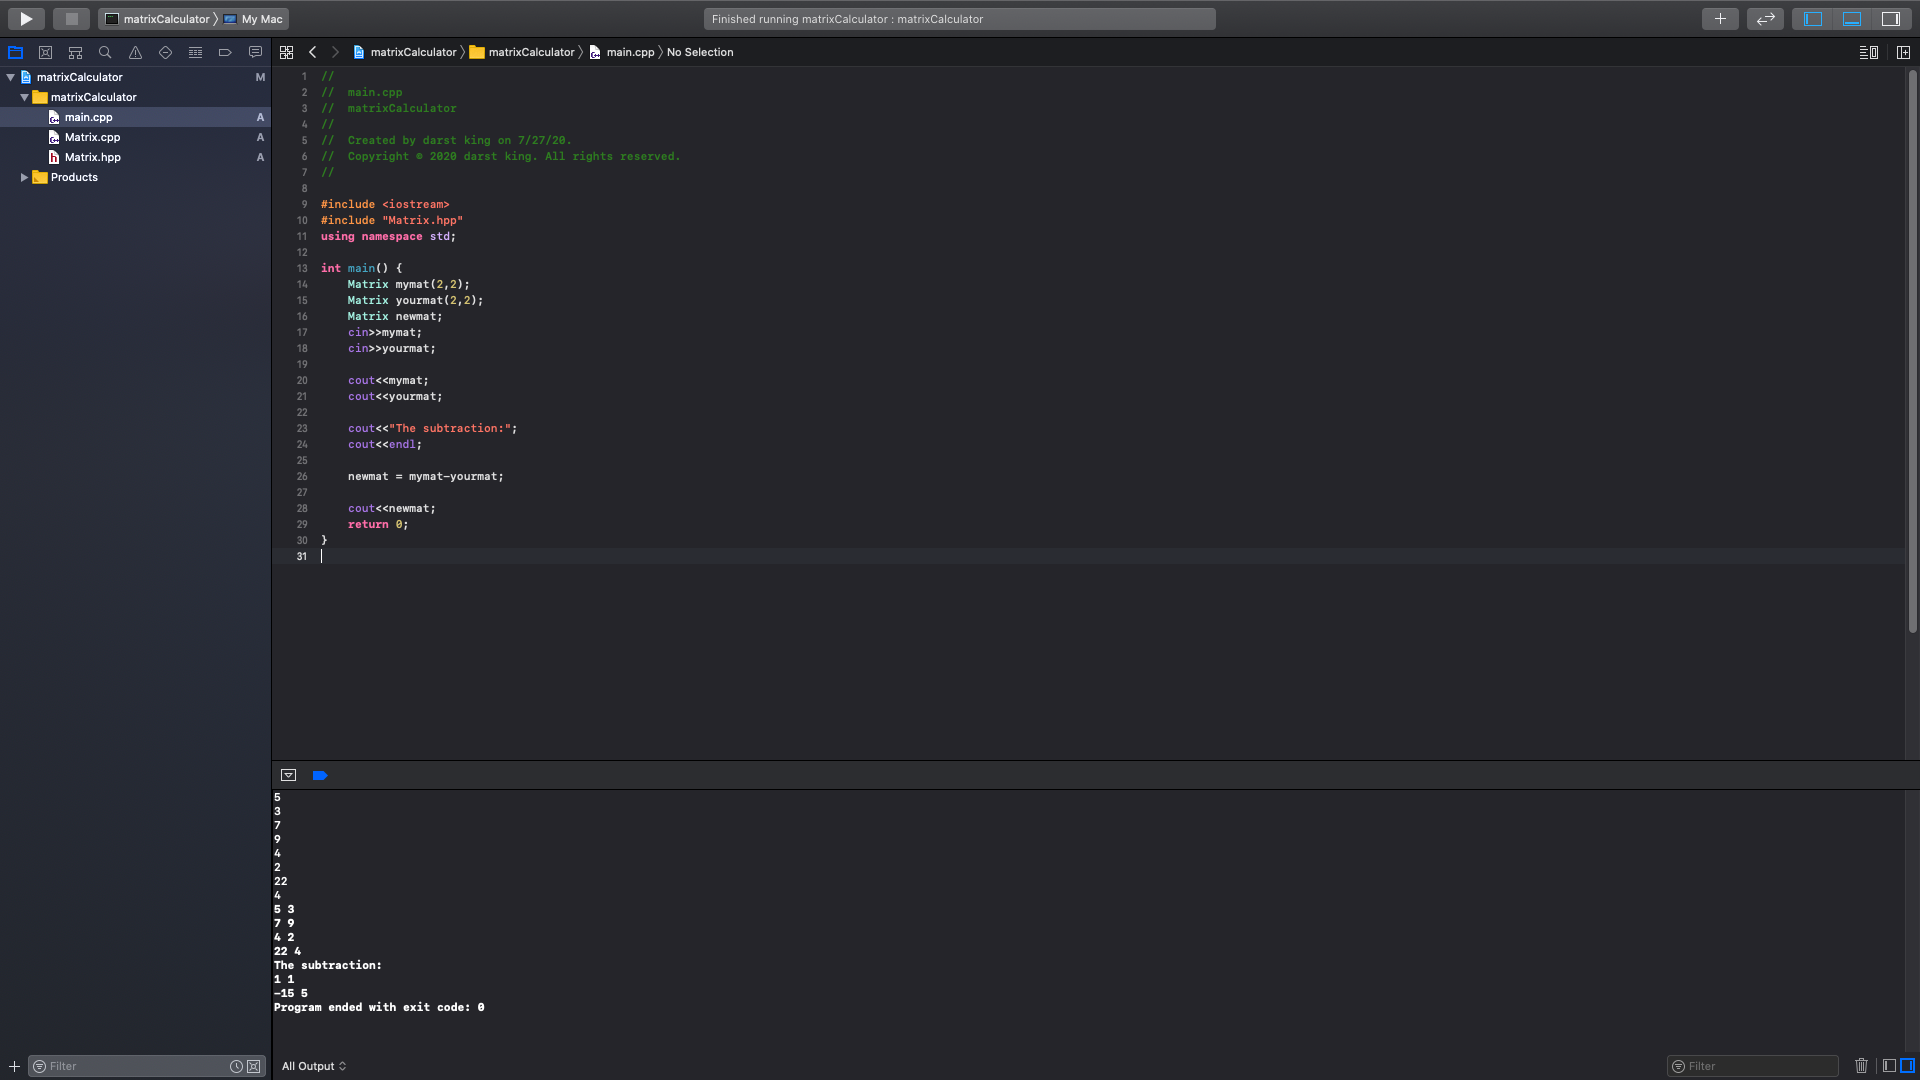 matrixCalculator 〉 My Mac
Finished running matrixCalculator : matrixCalculator
matrixCalculator 〉 matrixCalculator 〉 main.cpp 〉 No Selection
matrixCalculator M
matrixCalculator
main.cpp A
Matrix.cpp A
Matrix.hpp A
Products
1 //
2 //  main.cpp
3 //  matrixCalculator
4 //
5 //  Created by darst king on 7/27/20.
6 //  Copyright © 2020 darst king. All rights reserved.
7 //
8
9 #include <iostream>
10 #include "Matrix.hpp"
11 using namespace std;
12
13 int main() {
14     Matrix mymat(2,2);
15     Matrix yourmat(2,2);
16     Matrix newmat;
17     cin>>mymat;
18     cin>>yourmat;
19
20     cout<<mymat;
21     cout<<yourmat;
22
23     cout<<"The subtraction:";
24     cout<<endl;
25
26     newmat = mymat-yourmat;
27
28     cout<<newmat;
29     return 0;
30 }
31
5
3
7
9
4
2
22
4
5 3
7 9
4 2
22 4
The subtraction:
1 1
-15 5
Program ended with exit code: 0
Filter
All Output
Filter